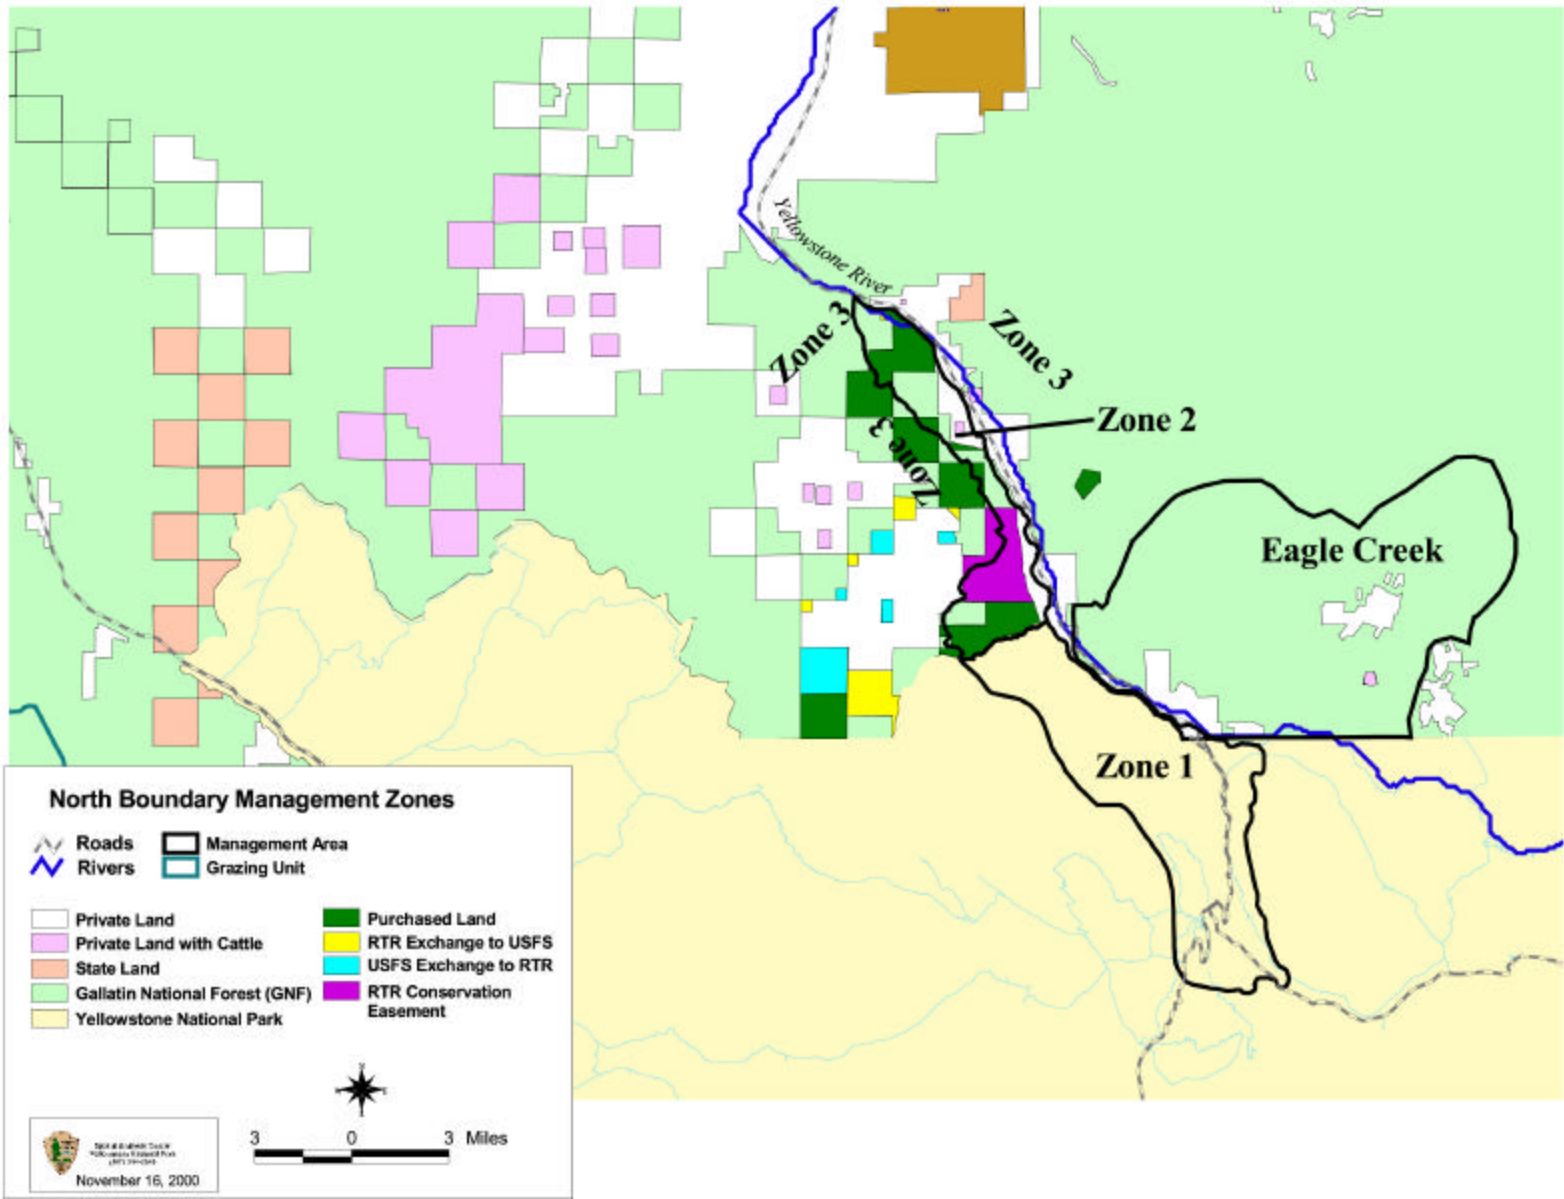 Yellowstone River
Zone 3
Zone 3
Zone 2
Zone 3
Eagle Creek
Zone 1
North Boundary Management Zones
Roads
Management Area
Rivers
Grazing Unit
Private Land
Purchased Land
Private Land with Cattle
RTR Exchange to USFS
State Land
USFS Exchange to RTR
Gallatin National Forest (GNF)
RTR Conservation
Easement
Yellowstone National Park
3 0 3 Miles
November 16, 2000